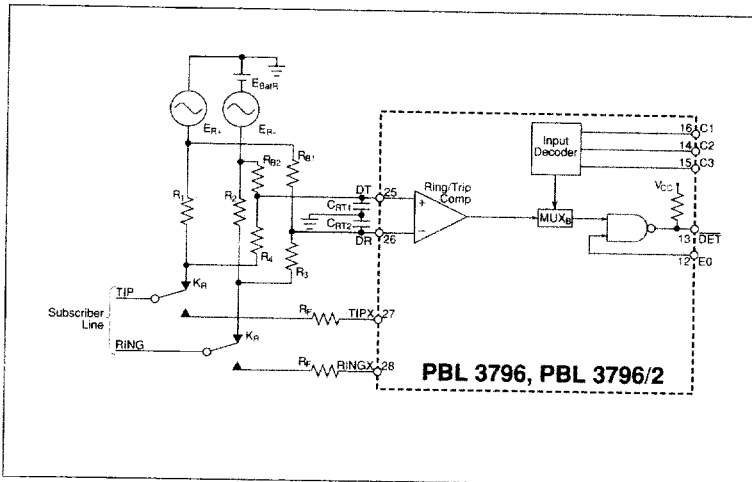 E_BatR
E_R+
E_R-
R_B2
R_B1
R_1
R_2
R_4
R_3
DT
25
C_RT1
C_RT2
DR
26
Ring/Trip
Comp
Input
Decoder
16
C1
14
C2
15
C3
V_CC
MUX_B
13
DET
12
E0
K_R
TIP
Subscriber
Line
RING
K_R
R_F
TIPX
27
R_F
RINGX
28
PBL 3796, PBL 3796/2